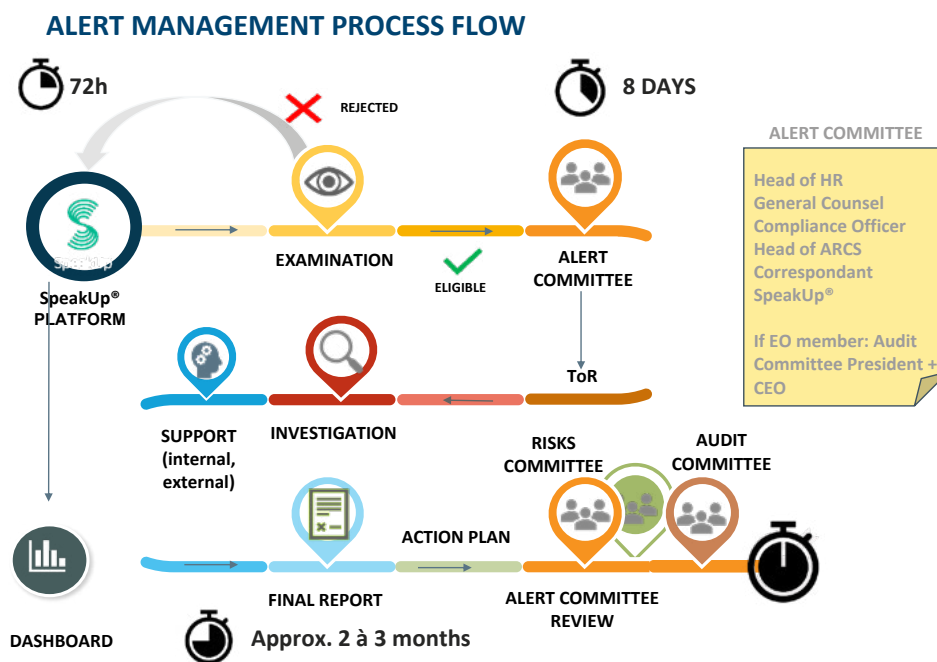 ALERT MANAGEMENT PROCESS FLOW
72h
REJECTED
8 DAYS
ALERT COMMITTEE
Head of HR
General Counsel
Compliance Officer
Head of ARCS
Correspondant
SpeakUp®
If EO member: Audit
Committee President +
CEO
SpeakUp
SpeakUp®
PLATFORM
EXAMINATION
ELIGIBLE
ALERT
COMMITTEE
ToR
SUPPORT
(internal,
external)
INVESTIGATION
RISKS
COMMITTEE
AUDIT
COMMITTEE
ACTION PLAN
FINAL REPORT
ALERT COMMITTEE
REVIEW
DASHBOARD
Approx. 2 à 3 months